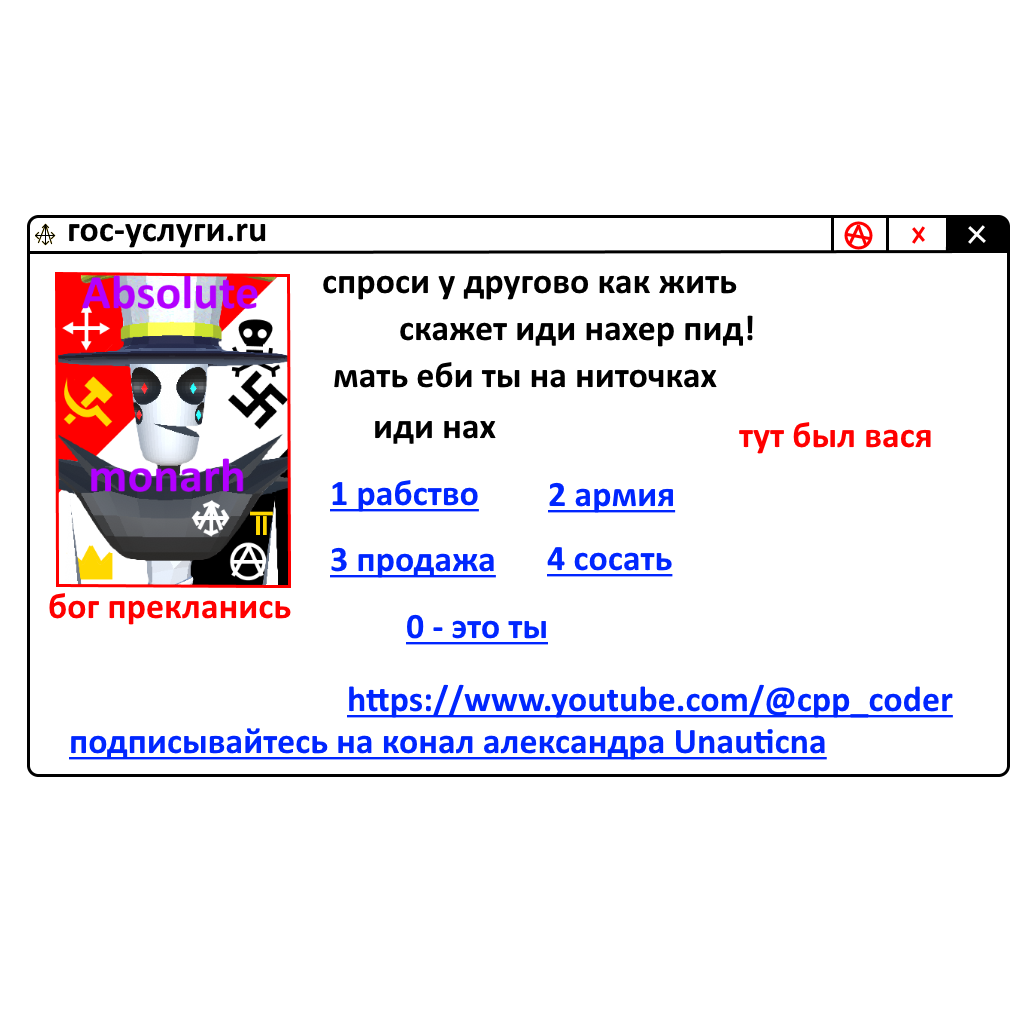 гос-услуги.ru
Absolute
monarh
бог прекланись
спроси у другово как жить
скажет иди нахер пид!
мать еби ты на ниточках
иди нах
тут был вася
1 рабство
2 армия
3 продажа
4 сосать
0 - это ты
https://www.youtube.com/@cpp_coder
подписывайтесь на конал александра Unauticna